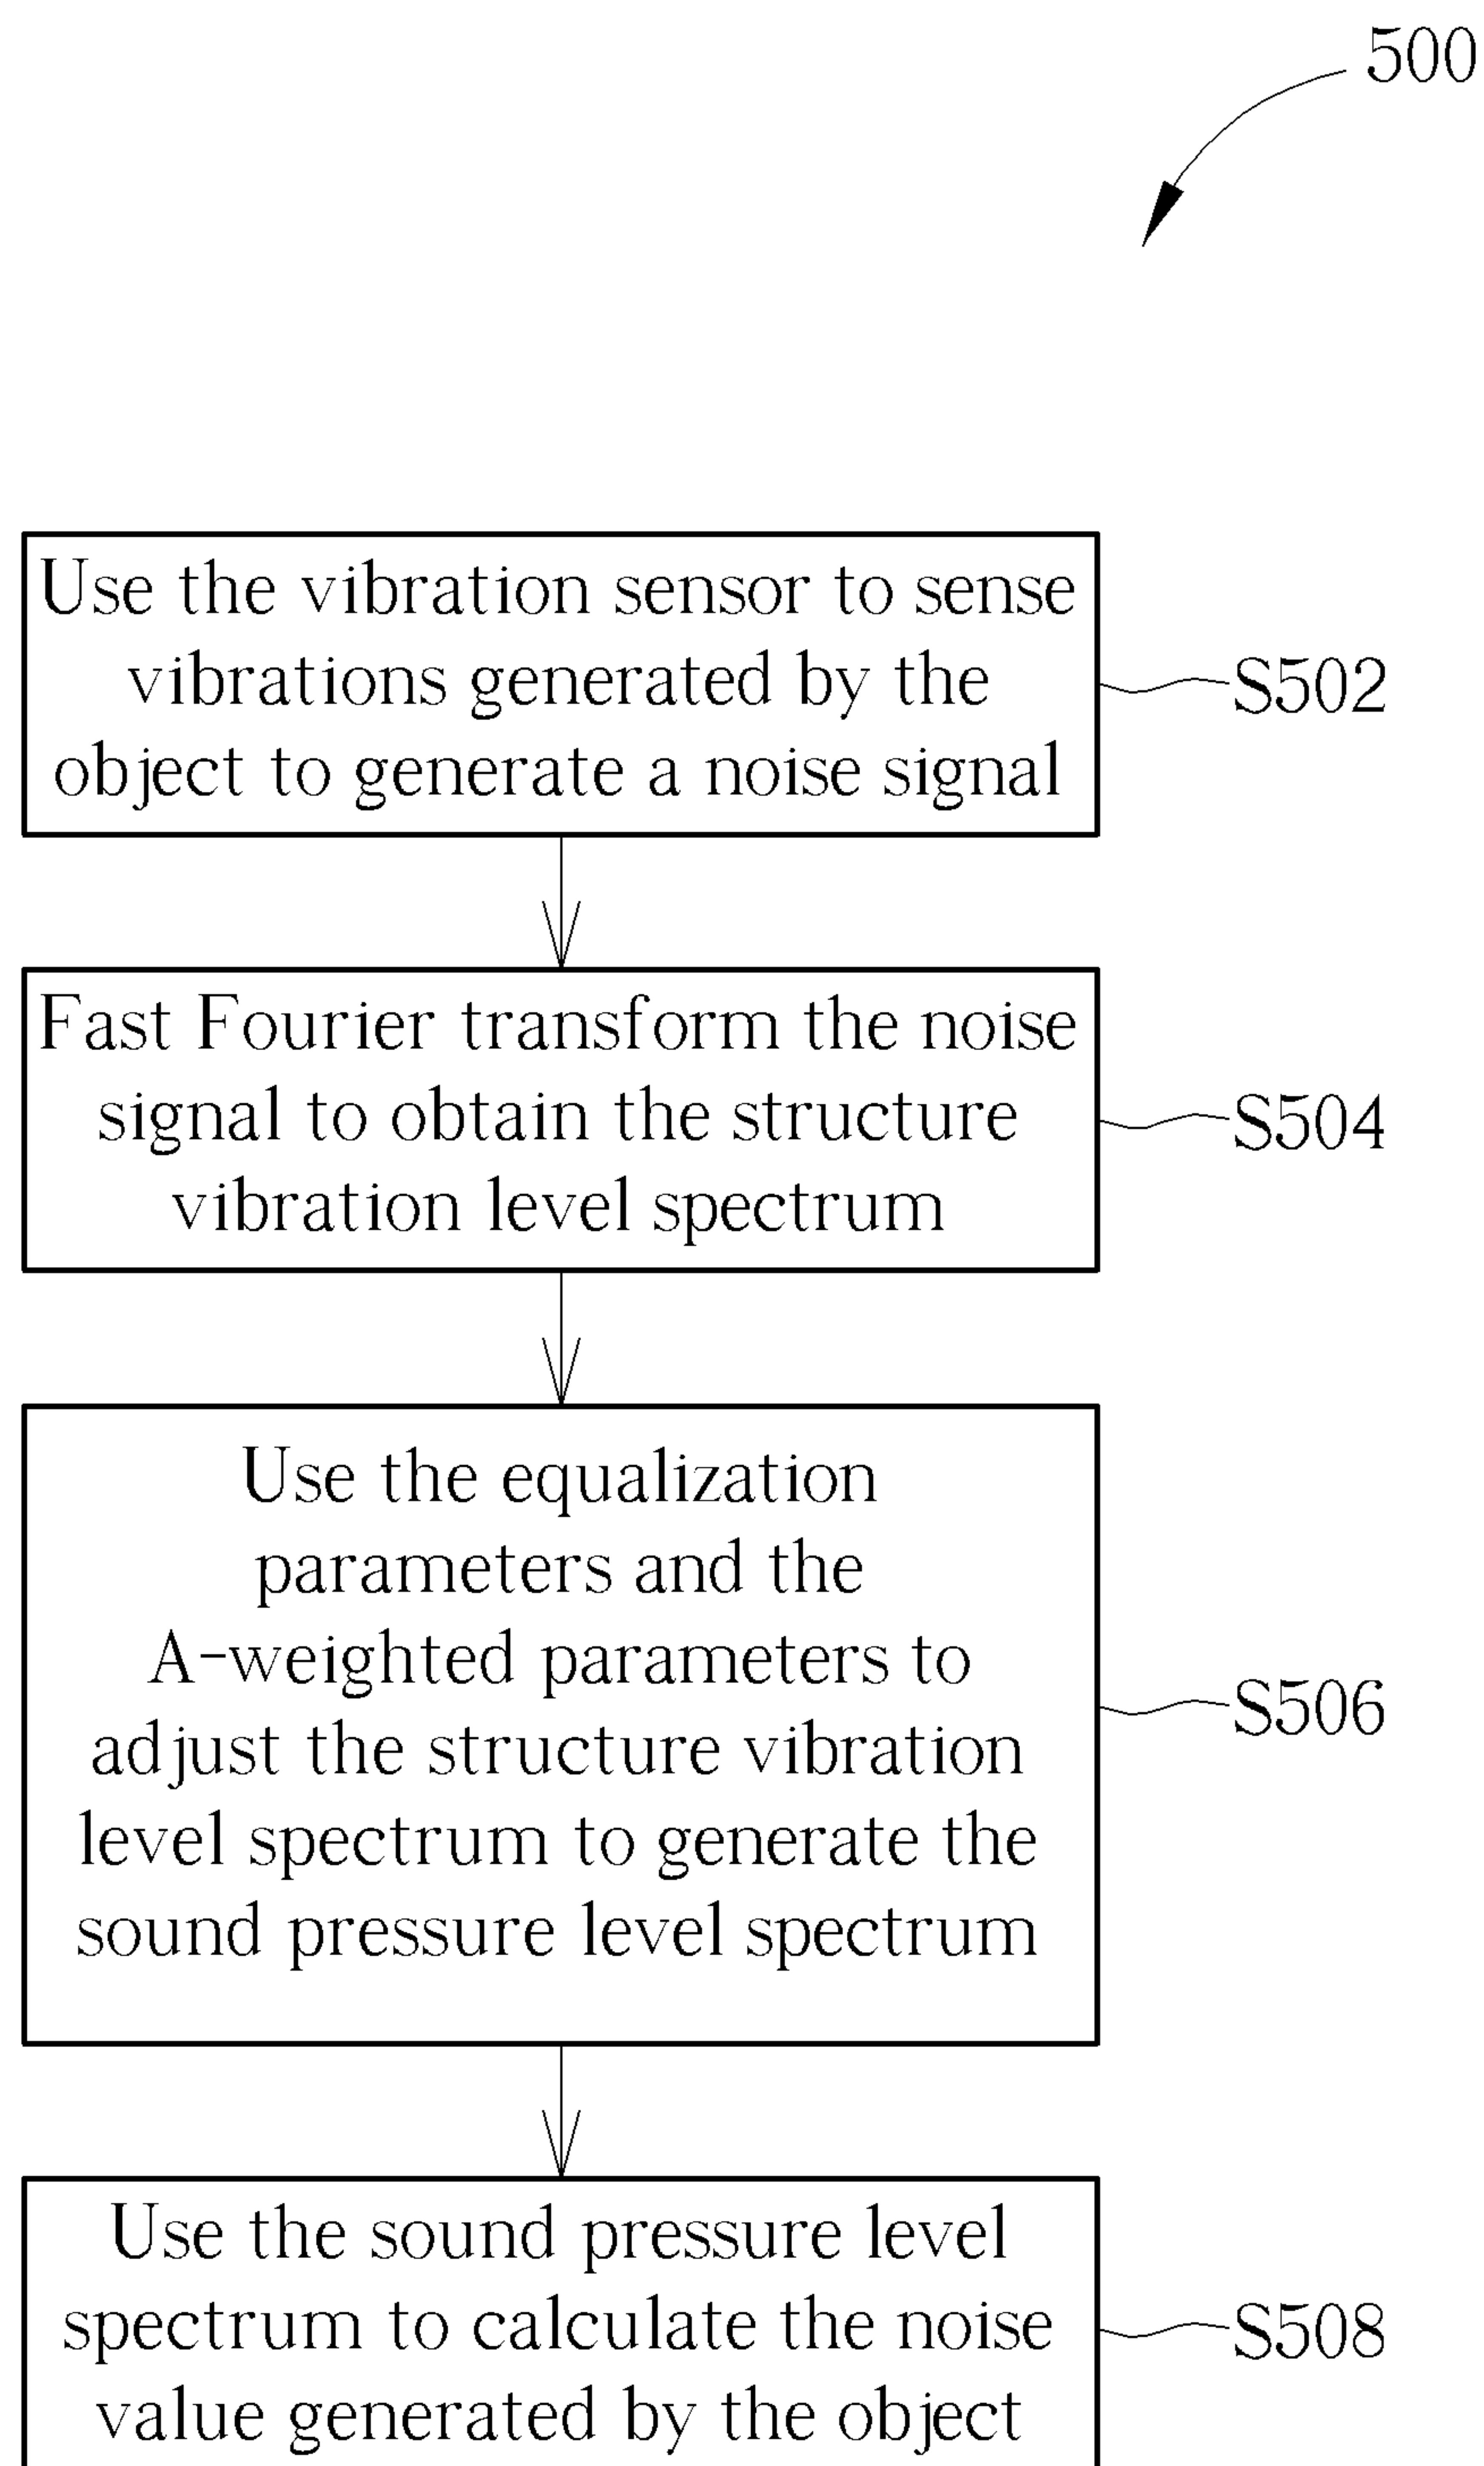 500
Use the vibration sensor to sense
vibrations generated by the
object to generate a noise signal
S502
Fast Fourier transform the noise
signal to obtain the structure
vibration level spectrum
S504
Use the equalization
parameters and the
A-weighted parameters to
adjust the structure vibration
level spectrum to generate the
sound pressure level spectrum
S506
Use the sound pressure level
spectrum to calculate the noise
value generated by the object
S508